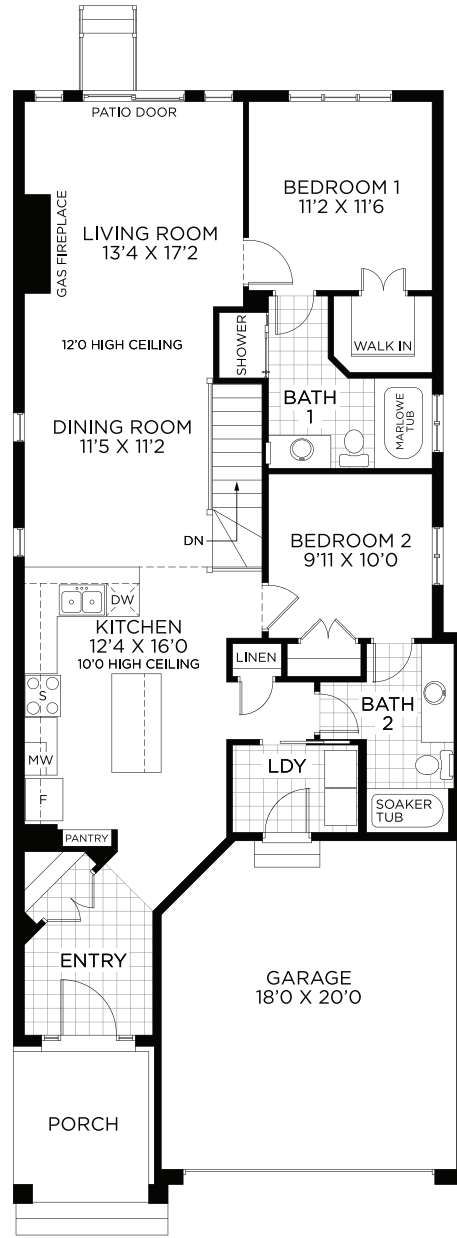 PATIO DOOR
GAS FIREPLACE
LIVING ROOM
13'4 X 17'2
BEDROOM 1
11'2 X 11'6
12'0 HIGH CEILING
SHOWER
WALK IN
BATH
1
MARLOWE
TUB
DINING ROOM
11'5 X 11'2
DN
BEDROOM 2
9'11 X 10'0
DW
KITCHEN
12'4 X 16'0
10'0 HIGH CEILING
LINEN
S
BATH
2
MW
LDY
F
SOAKER
TUB
PANTRY
ENTRY
GARAGE
18'0 X 20'0
PORCH